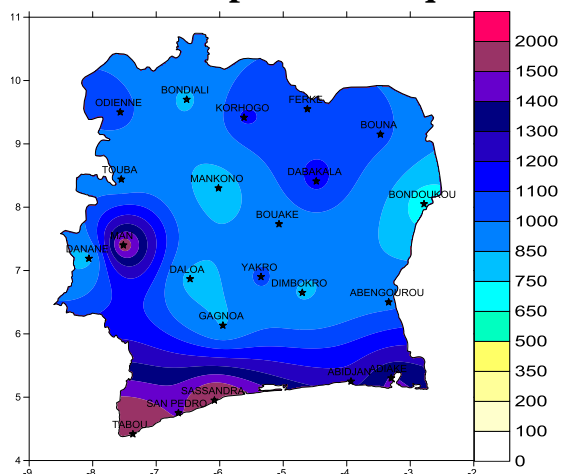 11
10
9
8
7
6
5
4
-9
-8
-7
-6
-5
-4
-3
-2
BONDIALI
ODIENNE
KORHOGO
FERKE
BOUNA
TOUBA
MANKONO
DABAKALA
BONDOUKOU
BOUAKE
MAN
DANANE
DALOA
YAKRO
DIMBOKRO
ABENGOUROU
GAGNOA
ABIDJAN
SASSANDRA
SAN PEDRO
TABOU
2000
1500
1400
1300
1200
1100
1000
850
750
650
500
450
350
200
100
0